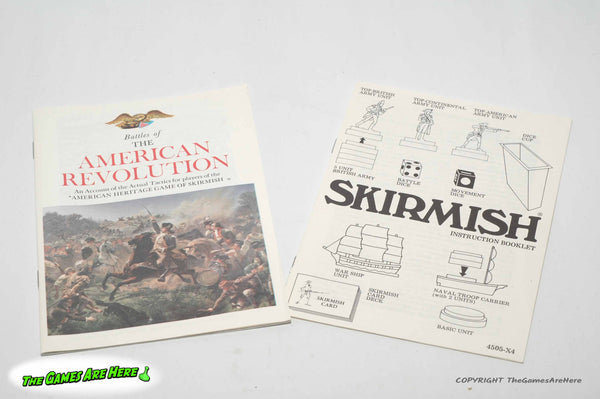 Battles of
THE
AMERICAN
REVOLUTION
An Account of the Actual Tactics for players of the
"AMERICAN HERITAGE GAME OF SKIRMISH"
TOP BRITISH
ARMY UNIT
TOP CONTINENTAL
ARMY UNIT
TOP AMERICAN
ARMY UNIT
DICE
CUP
5 UNIT
BRITISH ARMY
BATTLE
DICE
MOVEMENT
DICE
SKIRMISH®
INSTRUCTION BOOKLET
WAR SHIP
UNIT
NAVAL TROOP CARRIER
(with 2 UNITS)
SKIRMISH
CARD
SKIRMISH
CARD
DECK
BASIC UNIT
4505-X4
THE GAMES ARE HERE
COPYRIGHT TheGamesAreHere